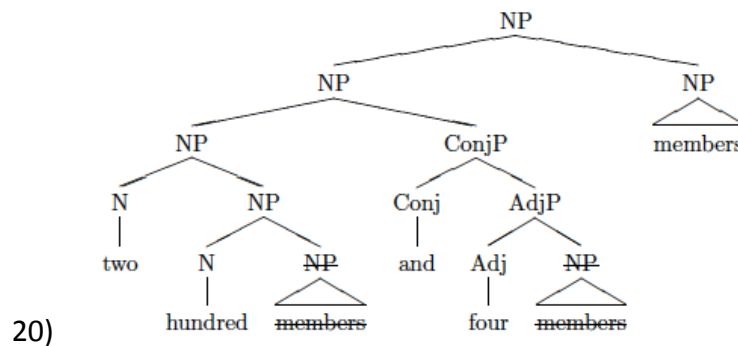 NP
NP NP
NP ConjP members
N NP Conj AdjP
two N NP and Adj NP
hundred members four members
20)